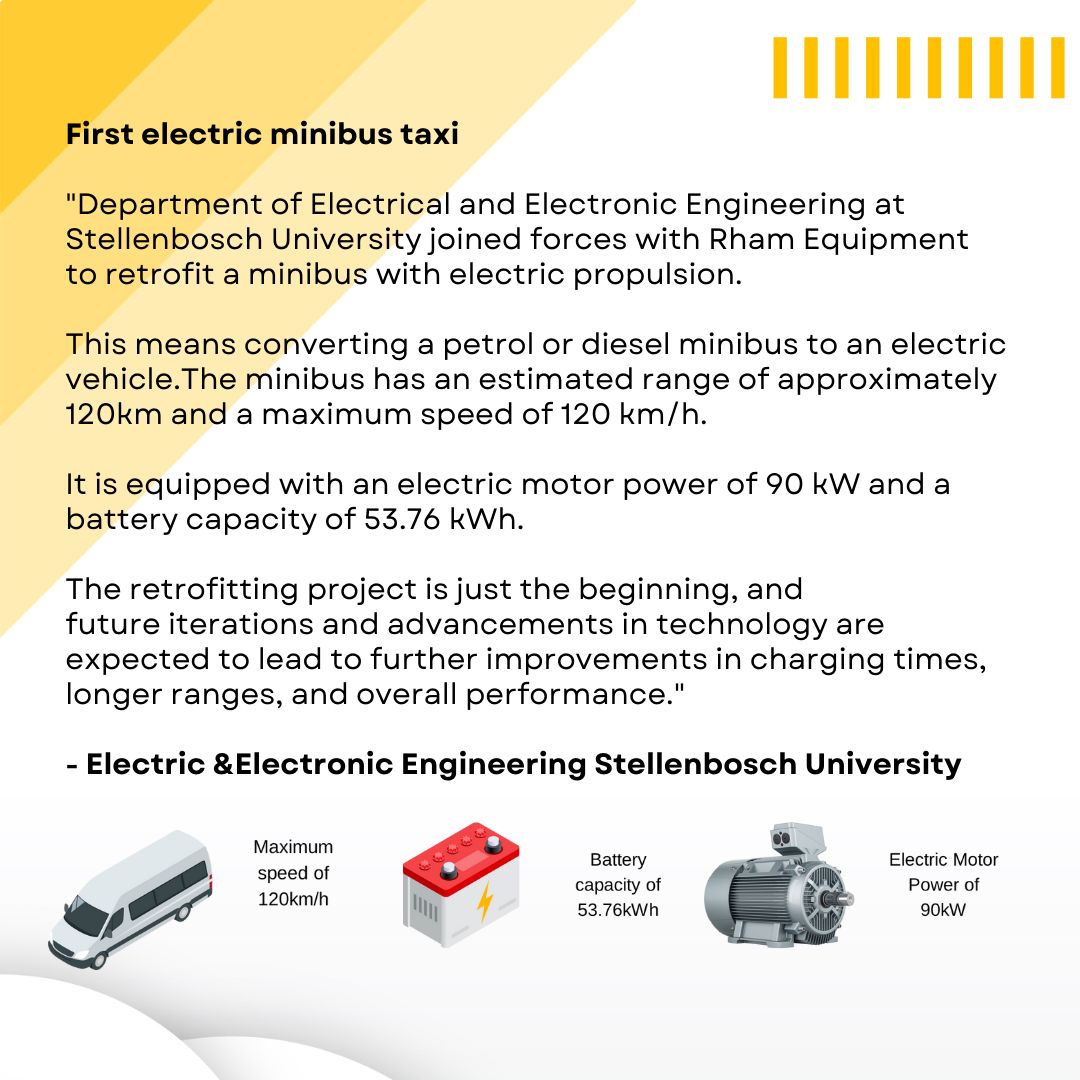 First electric minibus taxi
"Department of Electrical and Electronic Engineering at
Stellenbosch University joined forces with Rham Equipment
to retrofit a minibus with electric propulsion.
This means converting a petrol or diesel minibus to an electric
vehicle.The minibus has an estimated range of approximately
120km and a maximum speed of 120 km/h.
It is equipped with an electric motor power of 90 kW and a
battery capacity of 53.76 kWh.
The retrofitting project is just the beginning, and
future iterations and advancements in technology are
expected to lead to further improvements in charging times,
longer ranges, and overall performance."
- Electric &Electronic Engineering Stellenbosch University
Maximum
speed of
120km/h
Battery
capacity of
53.76kWh
Electric Motor
Power of
90kW